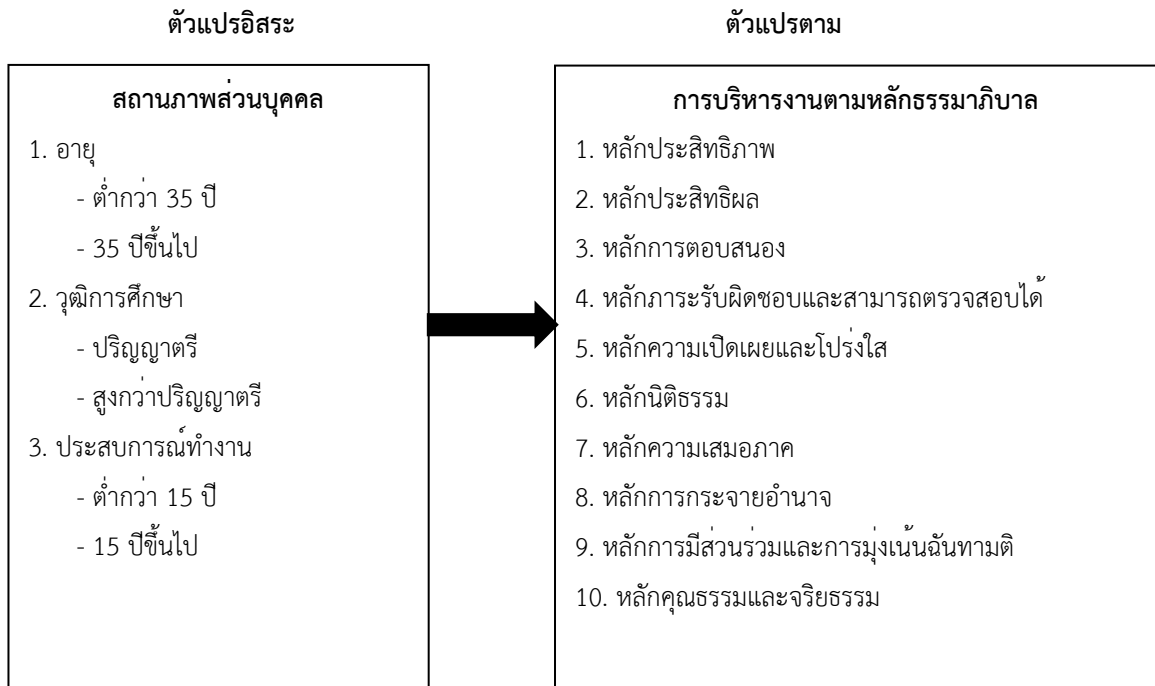 ตัวแปรอิสระ
สถานภาพส่วนบุคคล
1. อายุ
- ต่ำกว่า 35 ปี
- 35 ปีขึ้นไป
2. วุฒิการศึกษา
- ปริญญาตรี
- สูงกว่าปริญญาตรี
3. ประสบการณ์ทำงาน
- ต่ำกว่า 15 ปี
- 15 ปีขึ้นไป
ตัวแปรตาม
การบริหารงานตามหลักธรรมาภิบาล
1. หลักประสิทธิภาพ
2. หลักประสิทธิผล
3. หลักการตอบสนอง
4. หลักภาระรับผิดชอบและสามารถตรวจสอบได้
5. หลักความเปิดเผยและโปร่งใส
6. หลักนิติธรรม
7. หลักความเสมอภาค
8. หลักการกระจายอำนาจ
9. หลักการมีส่วนร่วมและการมุ่งเน้นฉันทามติ
10. หลักคุณธรรมและจริยธรรม